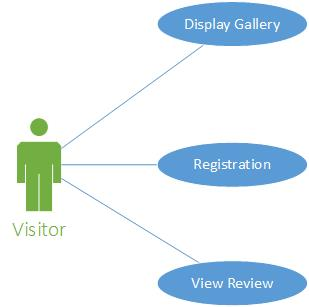 Display Gallery
Registration
Visitor
View Review